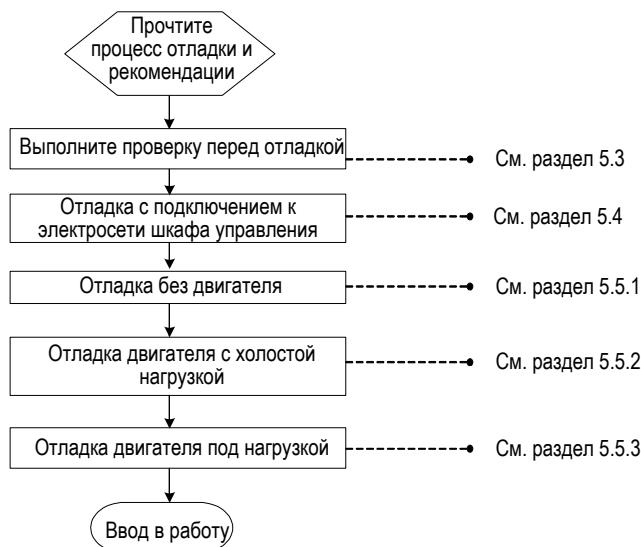 Прочтите
процесс отладки и
рекомендации
Выполните проверку перед отладкой
См. раздел 5.3
Отладка с подключением к
электросети шкафа управления
См. раздел 5.4
Отладка без двигателя
См. раздел 5.5.1
Отладка двигателя с холостой
нагрузкой
См. раздел 5.5.2
Отладка двигателя под нагрузкой
См. раздел 5.5.3
Ввод в работу